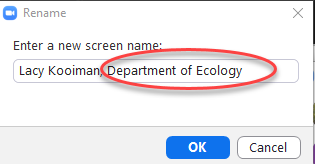 Rename
Enter a new screen name:
Lacy Kooiman, Department of Ecology
OK Cancel